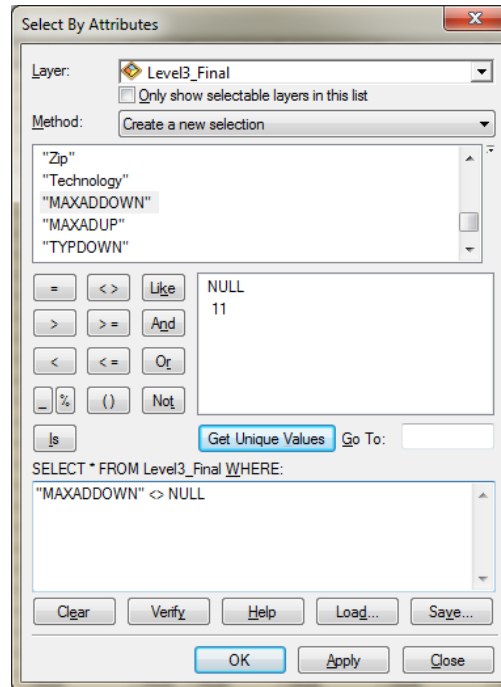 Select By Attributes
x
Layer: Level3_Final
Only show selectable layers in this list
Method: Create a new selection
"Zip"
"Technology"
"MAXADDOWN"
"MAXADUP"
"TYPDOWN"
= <> Like
> >= And
< <= Or
_ % () Not
Is
NULL
11
Get Unique Values Go To:
SELECT * FROM Level3_Final WHERE:
"MAXADDOWN" <> NULL
Clear Verify Help Load... Save...
OK Apply Close